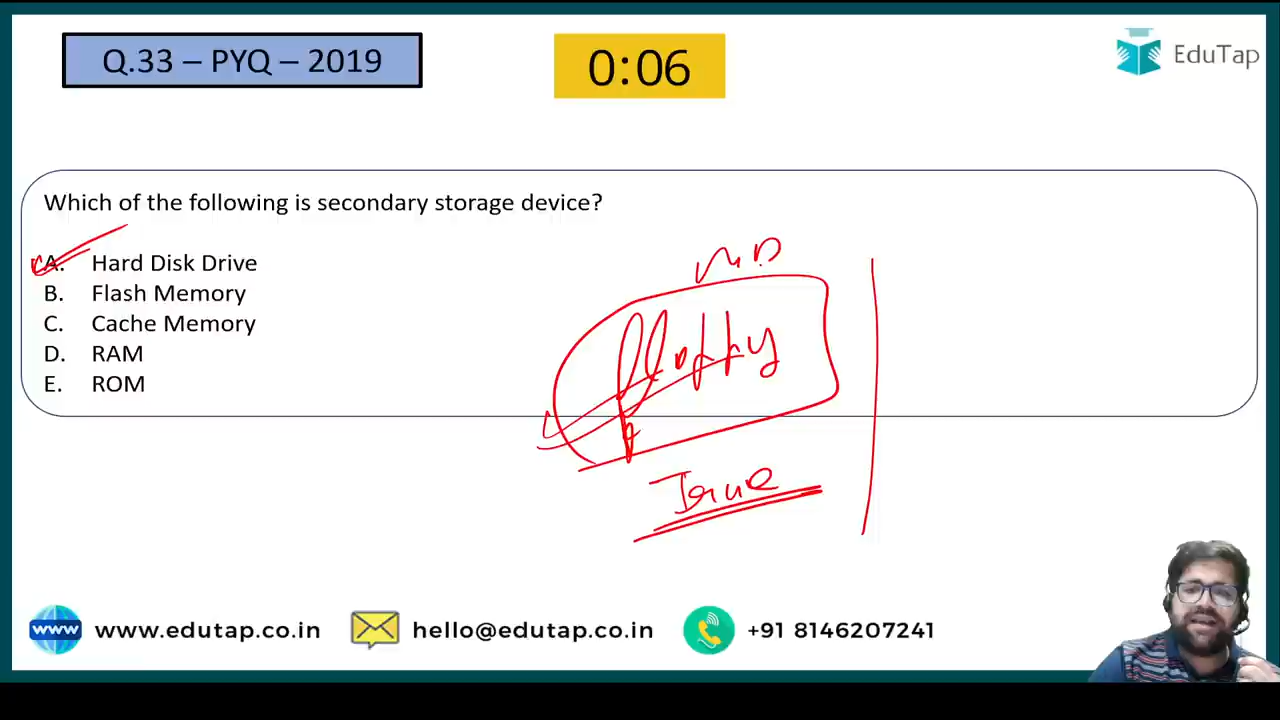 Q.33 – PYQ – 2019
0:06
EduTap
Which of the following is secondary storage device?
A. Hard Disk Drive
B. Flash Memory
C. Cache Memory
D. RAM
E. ROM
floppy
True
www
www.edutap.co.in
hello@edutap.co.in
+91 8146207241